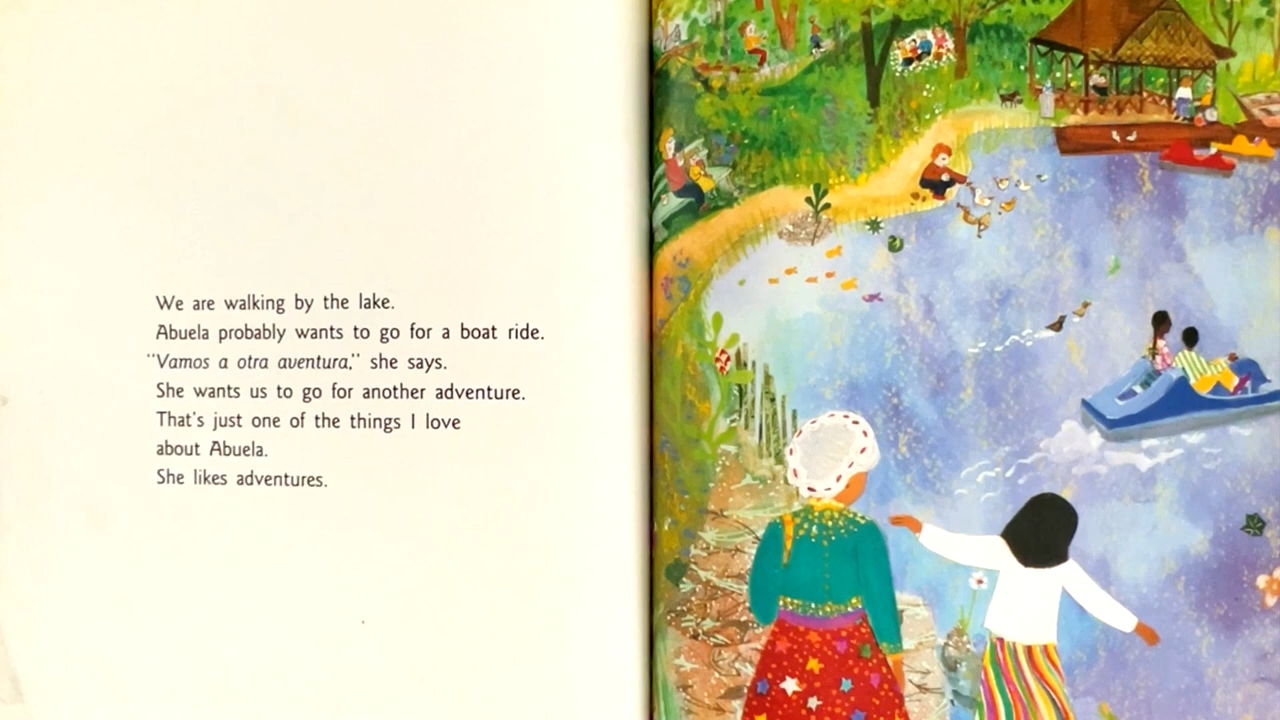 We are walking by the lake.
Abuela probably wants to go for a boat ride.
"Vamos a otra aventura," she says.
She wants us to go for another adventure.
That's just one of the things I love
about Abuela.
She likes adventures.